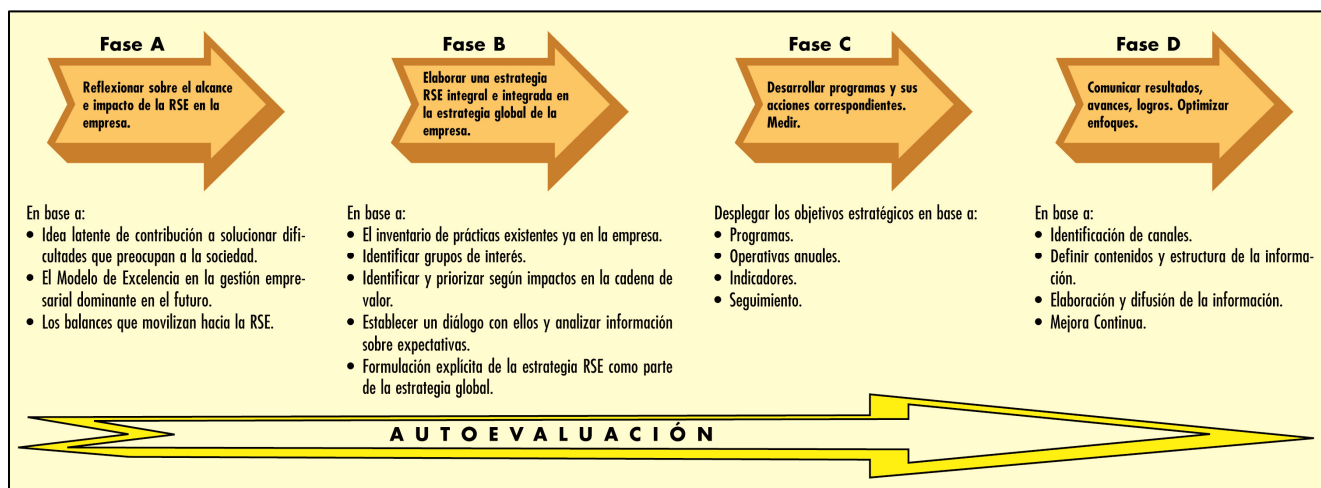 Fase A
Reflexionar sobre el alcance
e impacto de la RSE en la
empresa.
En base a:
• Idea latente de contribución a solucionar difi-
cultades que preocupan a la sociedad.
• El Modelo de Excelencia en la gestión empre-
sarial dominante en el futuro.
• Los balances que movilizan hacia la RSE.
Fase B
Elaborar una estrategia
RSE integral e integrada en
la estrategia global de la
empresa.
En base a:
• El inventario de prácticas existentes ya en la empresa.
• Identificar grupos de interés.
• Identificar y priorizar según impactos en la cadena de
valor.
• Establecer un diálogo con ellos y analizar información
sobre expectativas.
• Formulación explícita de la estrategia RSE como parte
de la estrategia global.
Fase C
Desarrollar programas y sus
acciones correspondientes.
Medir.
Desplegar los objetivos estratégicos en base a:
• Programas.
• Operativas anuales.
• Indicadores.
• Seguimiento.
Fase D
Comunicar resultados,
avances, logros. Optimizar
enfoques.
En base a:
• Identificación de canales.
• Definir contenidos y estructura de la informa-
ción.
• Elaboración y difusión de la información.
• Mejora Continua.
AUTOEVALUACIÓN